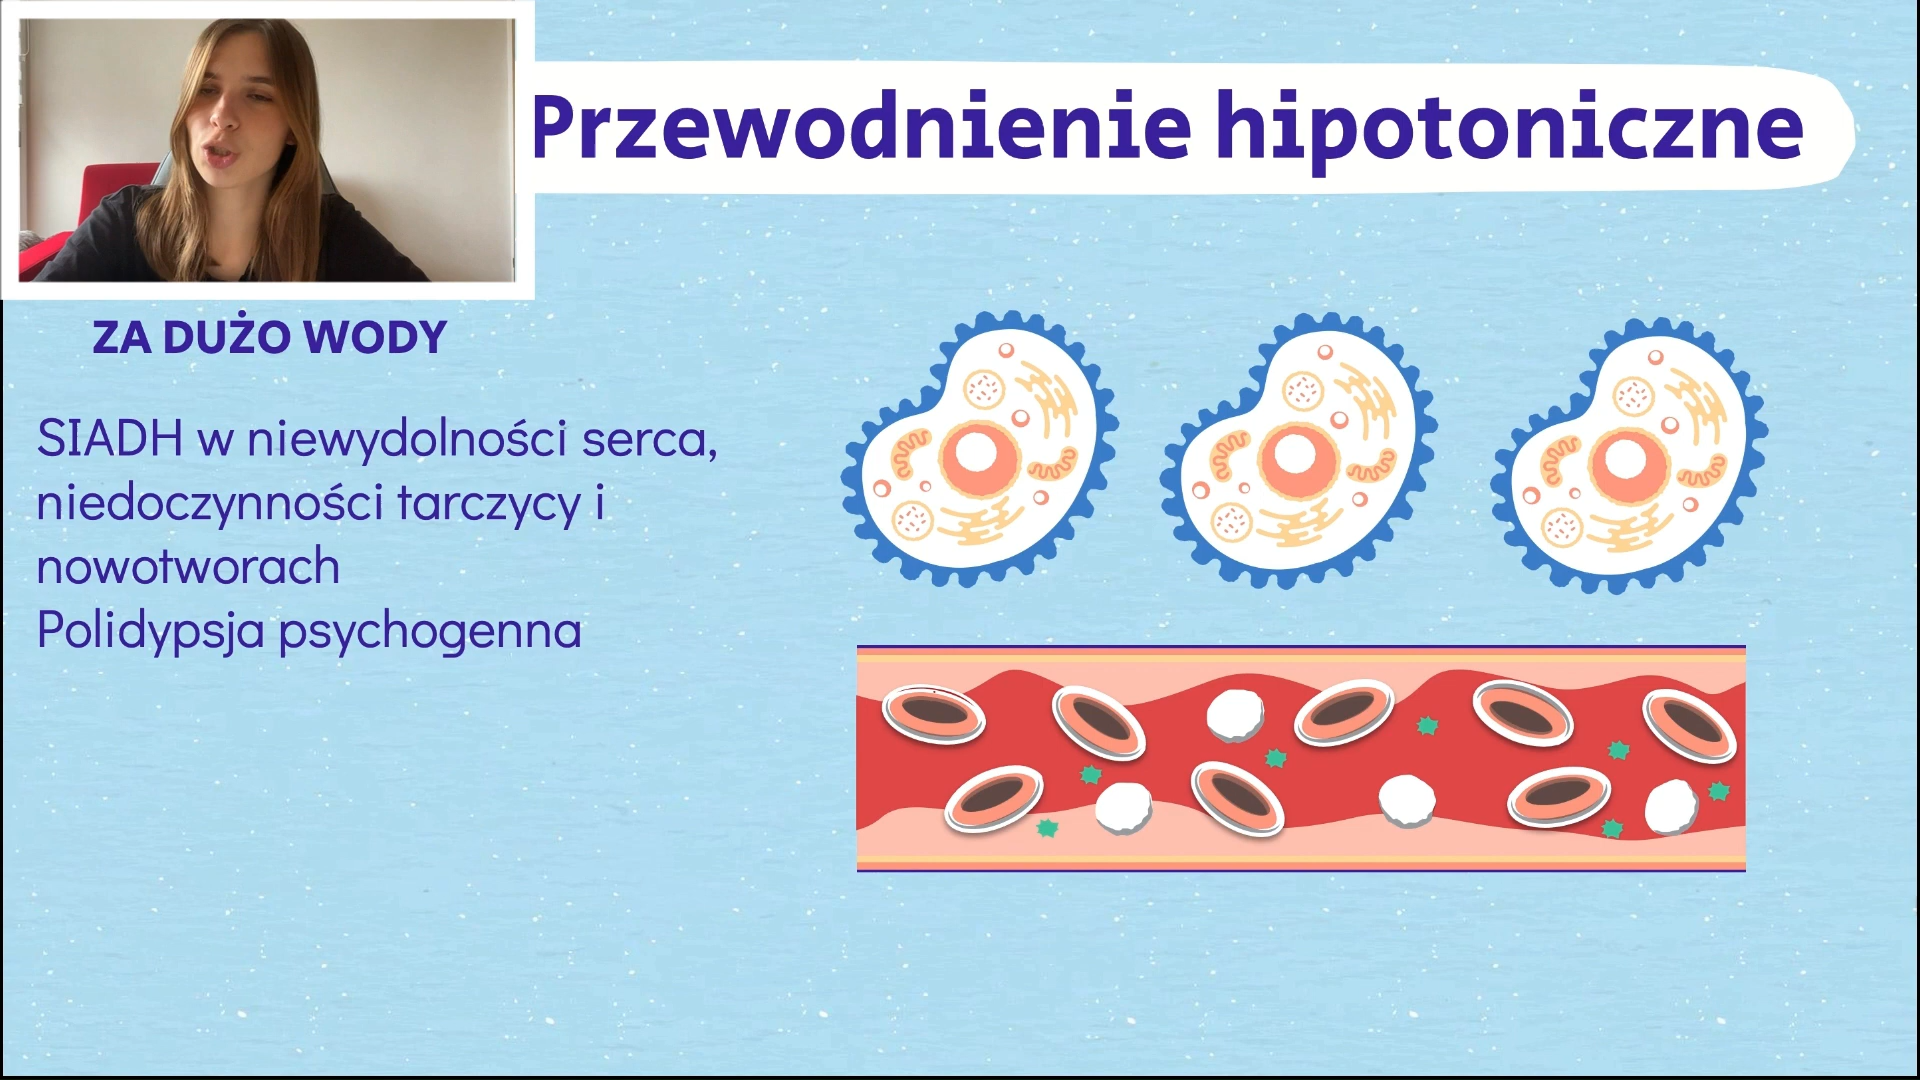 Przewodnienie hipotoniczne
ZA DUŻO WODY
SIADH w niewydolności serca,
niedoczynności tarczycy i
nowotworach
Polidypsja psychogenna